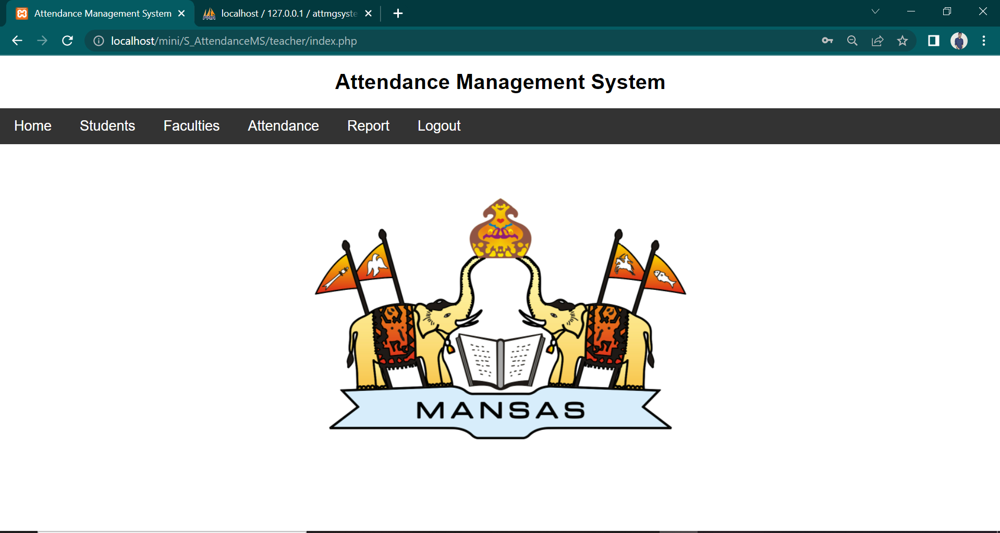 Attendance Management System
localhost / 127.0.0.1 / attmgsyste
localhost/mini/S_AttendanceMS/teacher/index.php
Attendance Management System
Home Students Faculties Attendance Report Logout
MANSAS